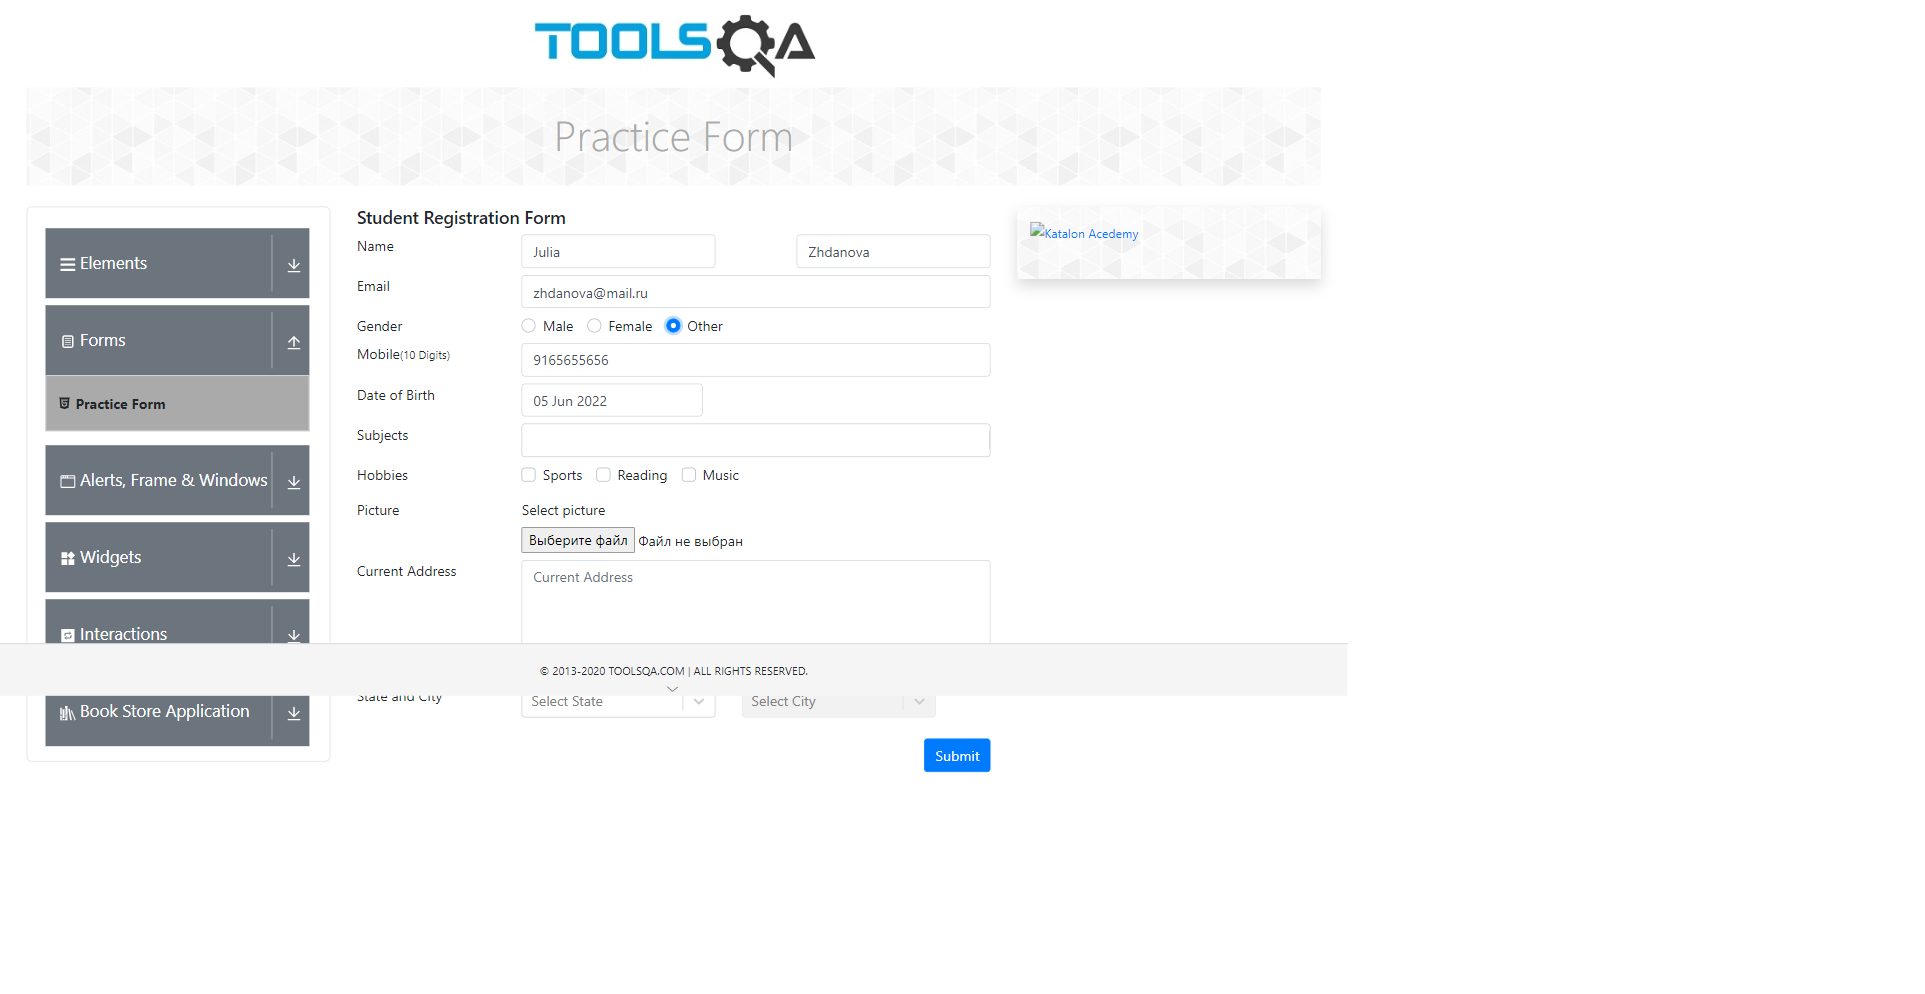 TOOLSQA
Practice Form
Elements
Forms
Practice Form
Alerts, Frame & Windows
Widgets
Interactions
Book Store Application
Student Registration Form
Name
Julia
Zhdanova
Email
zhdanova@mail.ru
Gender
Male
Female
Other
Mobile(10 Digits)
9165655656
Date of Birth
05 Jun 2022
Subjects
Hobbies
Sports
Reading
Music
Picture
Select picture
Выберите файл
Файл не выбран
Current Address
Current Address
© 2013-2020 TOOLSQA.COM | ALL RIGHTS RESERVED.
State and City
Select State
Select City
Submit
Katalon Acedemy